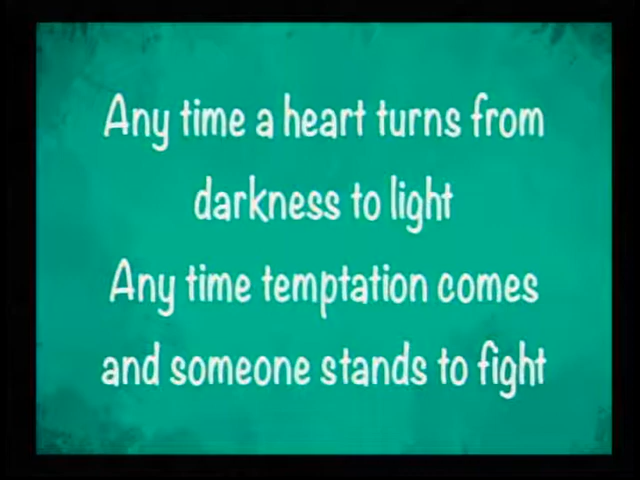 Any time a heart turns from
darkness to light
Any time temptation comes
and someone stands to fight